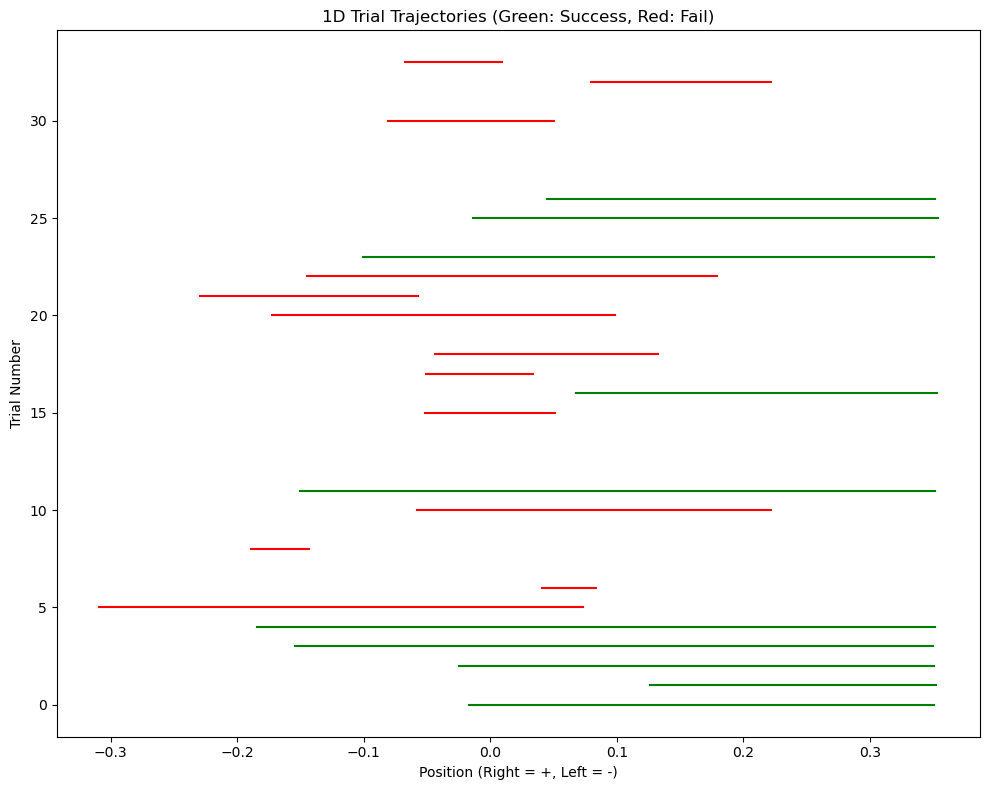 1D Trial Trajectories (Green: Success, Red: Fail)
Trial Number
30
25
20
15
10
5
0
−0.3 −0.2 −0.1 0.0 0.1 0.2 0.3
Position (Right = +, Left = -)